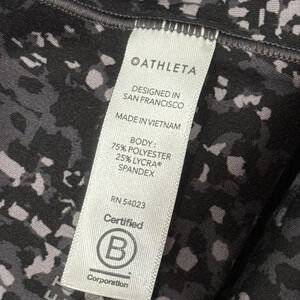 ATHLETA
DESIGNED IN
SAN FRANCISCO
MADE IN VIETNAM
BODY :
75% POLYESTER
25% LYCRA®
SPANDEX
RN 54023
Certified
B
Corporation